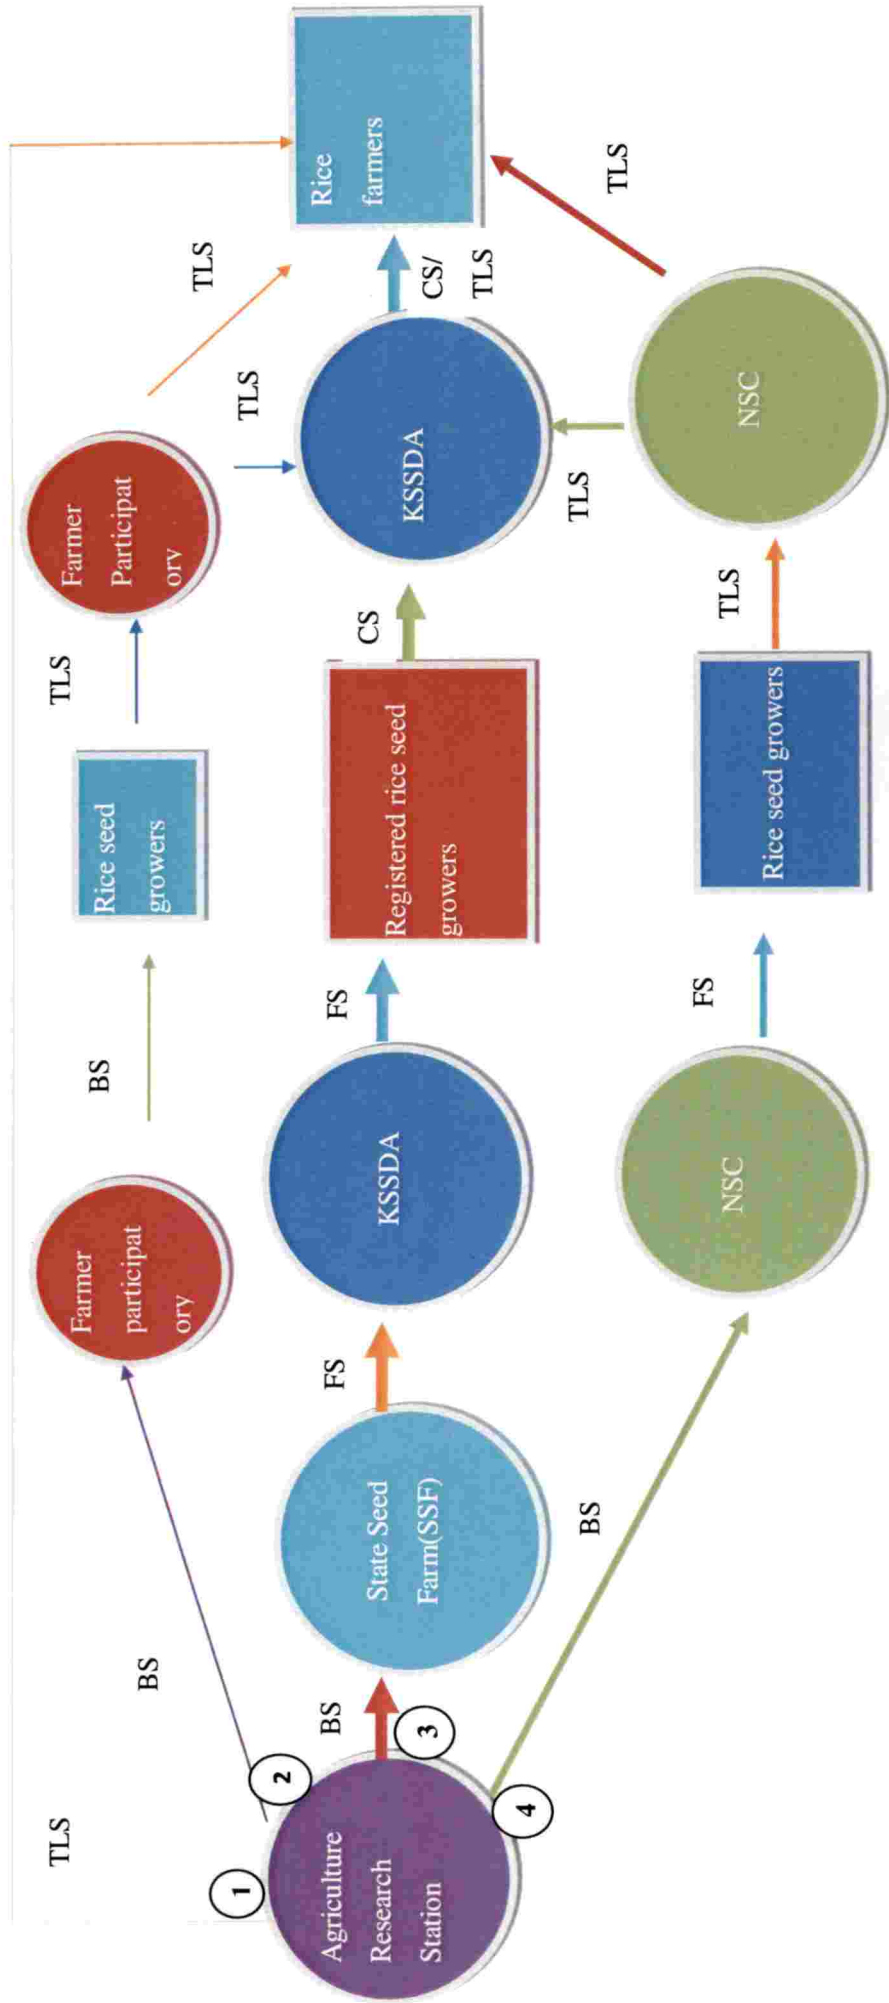 TLS
1
2
3
4
Agriculture
Research
Station
BS
BS
BS
Farmer
participat
ory
BS
Rice seed
growers
TLS
Farmer
Participat
ory
TLS
TLS
State Seed
Farm(SSF)
FS
KSSDA
FS
Registered rice seed
growers
CS
KSSDA
CS/
TLS
Rice
farmers
NSC
FS
Rice seed growers
TLS
NSC
TLS
TLS